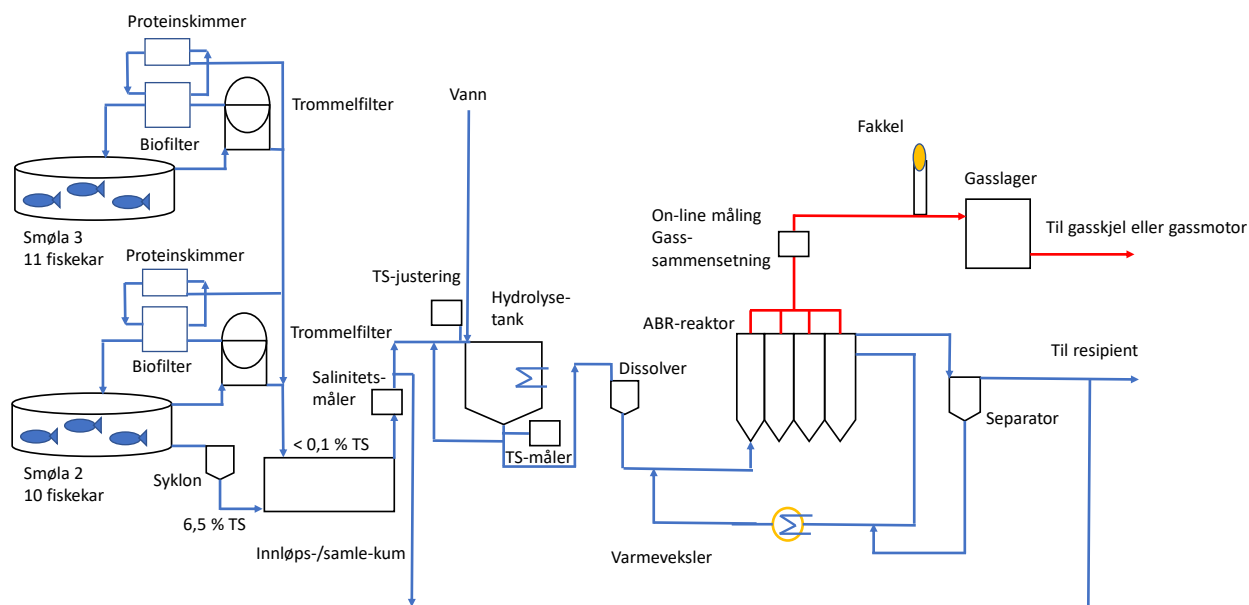 Proteinskimmer
Trommelfilter
Biofilter
Smøla 3
11 fiskekar
Proteinskimmer
Trommelfilter
Biofilter
Smøla 2
10 fiskekar
Syklon
6,5 % TS
< 0,1 % TS
Innløps-/samle-kum
Salinitets-
måler
TS-justering
Vann
Hydrolyse-
tank
TS-måler
Dissolver
Varmeveksler
ABR-reaktor
On-line måling
Gass-
sammensetning
Fakkel
Gasslager
Til gasskjel eller gassmotor
Til resipient
Separator